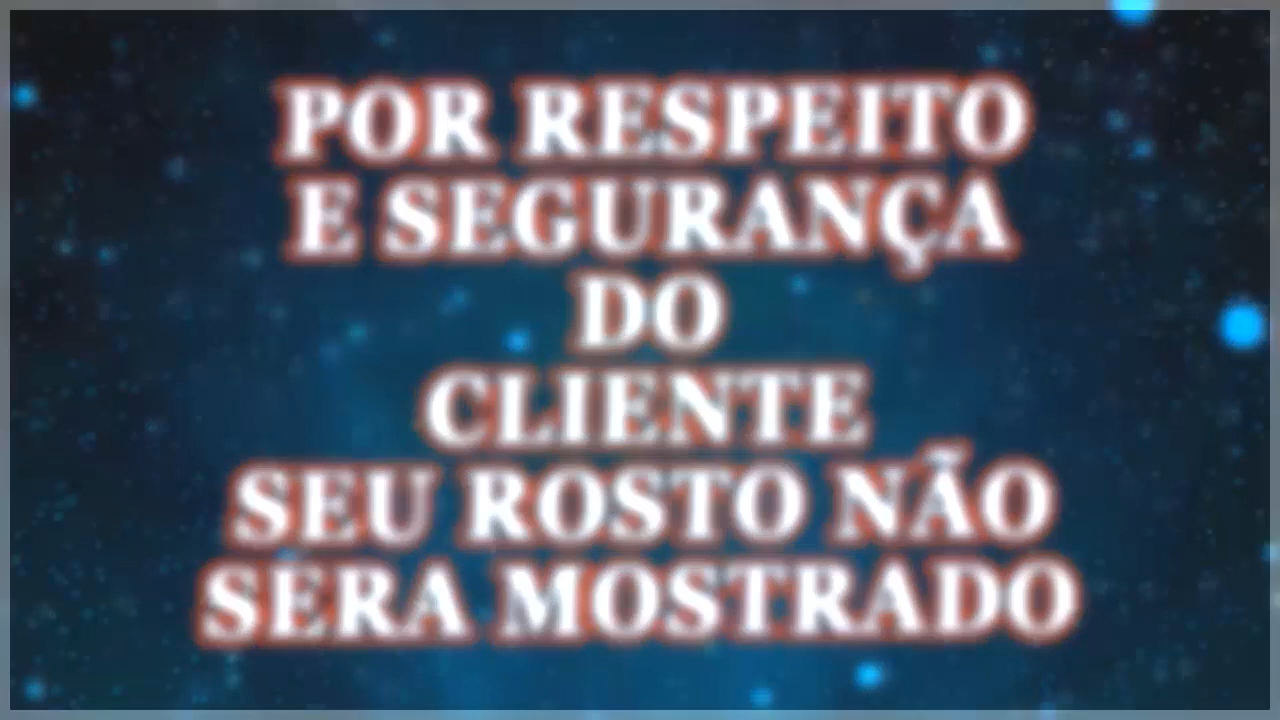 POR RESPEITO
E SEGURANÇA
DO
CLIENTE
SEU ROSTO NÃO
SERA MOSTRADO